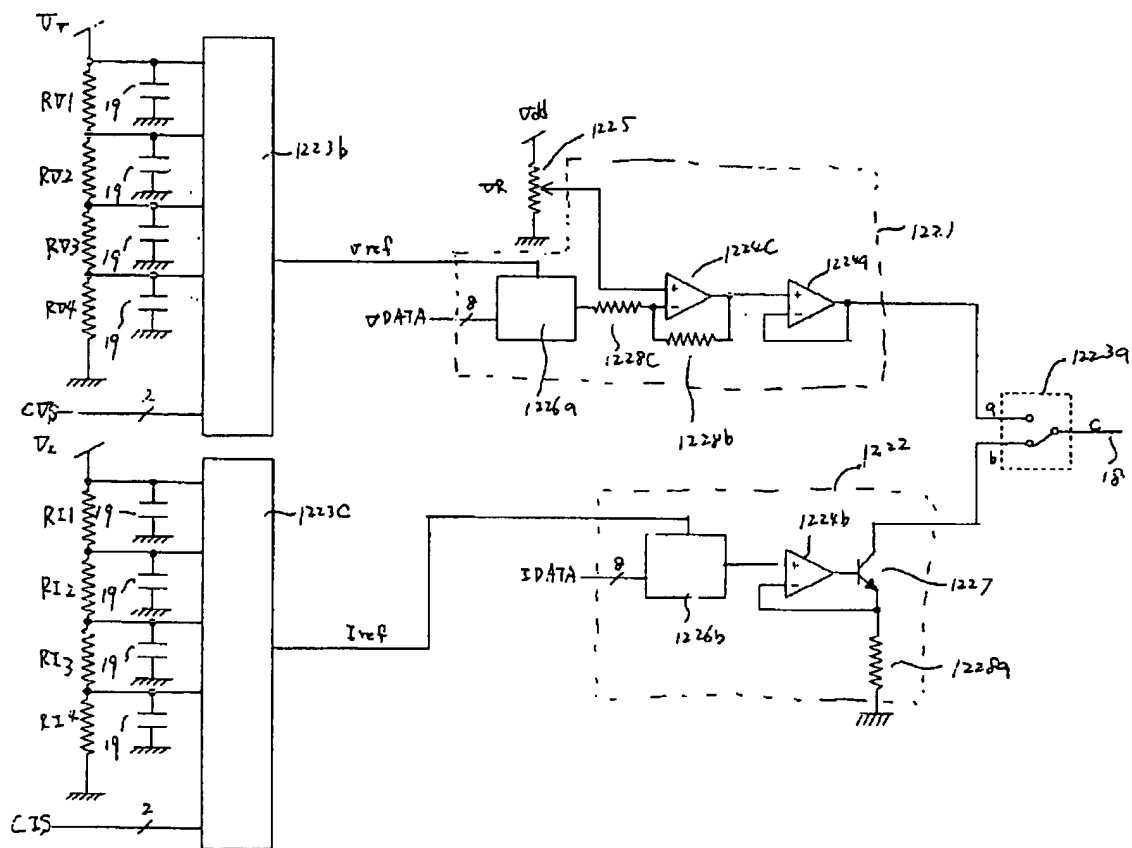 VT
RV1
19
RV2
19
RV3
19
RV4
19
CVS
2
1223b
Vref
VDATA
8
Vdd
1225
VR
1221
1224C
1224a
1228C
1226a
1228b
1223a
a
b
C
18
VI
RI1
19
RI2
19
RI3
19
RI4
19
CIS
2
1223C
Iref
IDATA
8
1222
1224b
1227
1226b
1228a